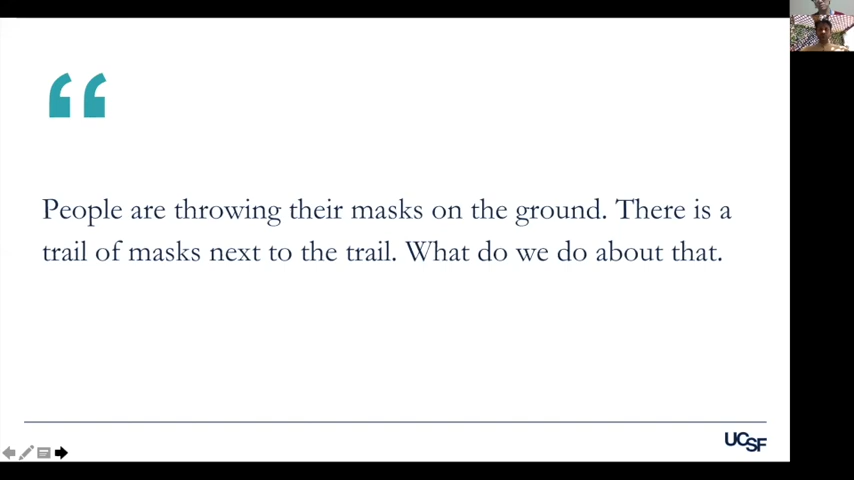 People are throwing their masks on the ground. There is a
trail of masks next to the trail. What do we do about that.
UCSF